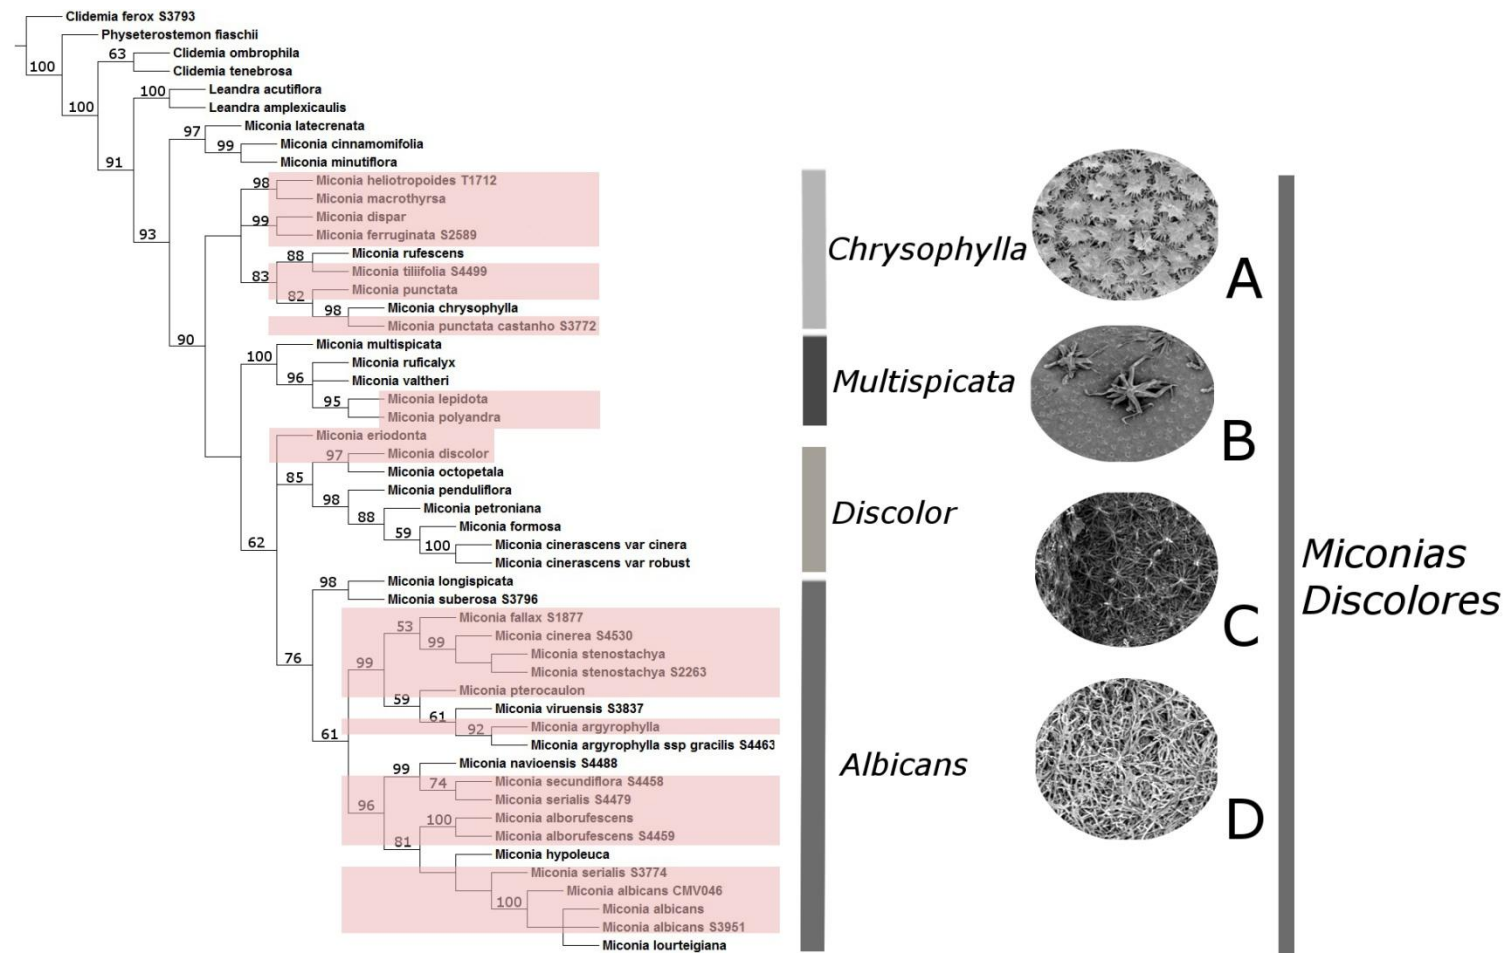 Clidemia ferox S3793
Physeterostemon fiaschii
63 Clidemia ombrophila
100
Clidemia tenebrosa
100 Leandra acutiflora
100 Leandra amplexicaulis
Miconia latecrenata
97
99 Miconia cinnamomifolia
91 Miconia minutiflora
98 Miconia heliotropoides T1712
Miconia macrothyrsa
Miconia dispar
99
93 Miconia ferruginata S2589
88 Miconia rufescens
Chrysophylla
83 Miconia tiliifolia S4499
82 Miconia punctata
A
98 Miconia chrysophylla
Miconia punctata castanho S3772
90
100 Miconia multispicata
Miconia ruficalyx
96 Miconia valtheri
Multispicata
95 Miconia lepidota
Miconia polyandra
Miconia eriodonta
B
97 Miconia discolor
85 Miconia octopetala
Miconia penduliflora
98
88 Miconia petroniana
Discolor
59 Miconia formosa
62 100 Miconia cinerascens var cinera
Miconia cinerascens var robust
Miconias
Discolores
98 Miconia longispicata
Miconia suberosa S3796
Miconia fallax S1877
53
C
99 Miconia cinerea S4530
76 Miconia stenostachya
99 Miconia stenostachya S2263
Miconia pterocaulon
59
61 Miconia viruensis S3837
92 Miconia argyrophylla
61 Miconia argyrophylla ssp gracilis S4463
Miconia navioensis S4488
Albicans
99
74 Miconia secundiflora S4458
Miconia serialis S4479
96
100 Miconia alborufescens
D
81 Miconia alborufescens S4459
Miconia hypoleuca
Miconia serialis S3774
Miconia albicans CMV046
100 Miconia albicans
Miconia albicans S3951
Miconia lourteigiana